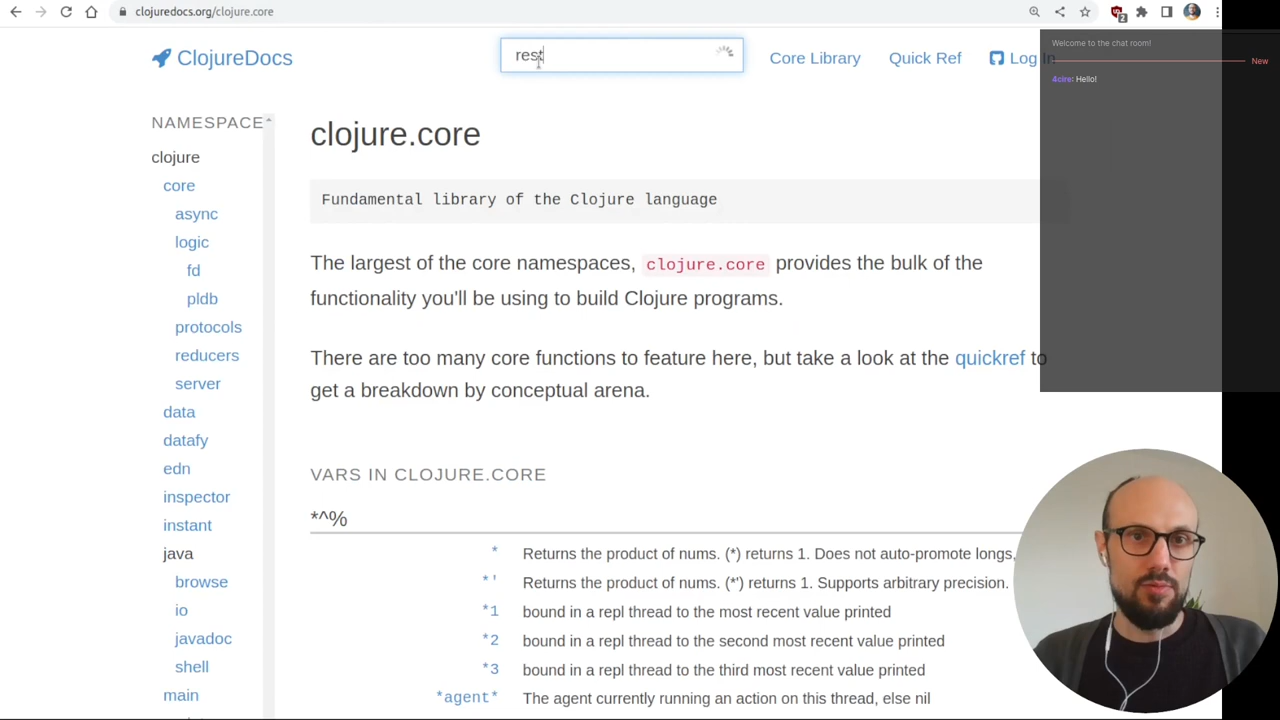 clojuredocs.org/clojure.core
2
ClojureDocs
rest
Core Library
Quick Ref
Log In
Welcome to the chat room!
New
4cire: Hello!
NAMESPACE
clojure
core
async
logic
fd
pldb
protocols
reducers
server
data
datafy
edn
inspector
instant
java
browse
io
javadoc
shell
main
clojure.core
Fundamental library of the Clojure language
The largest of the core namespaces, clojure.core provides the bulk of the
functionality you'll be using to build Clojure programs.
There are too many core functions to feature here, but take a look at the quickref to
get a breakdown by conceptual arena.
VARS IN CLOJURE.CORE
*^%
* Returns the product of nums. (*) returns 1. Does not auto-promote longs,
*' Returns the product of nums. (*') returns 1. Supports arbitrary precision.
*1 bound in a repl thread to the most recent value printed
*2 bound in a repl thread to the second most recent value printed
*3 bound in a repl thread to the third most recent value printed
*agent* The agent currently running an action on this thread, else nil